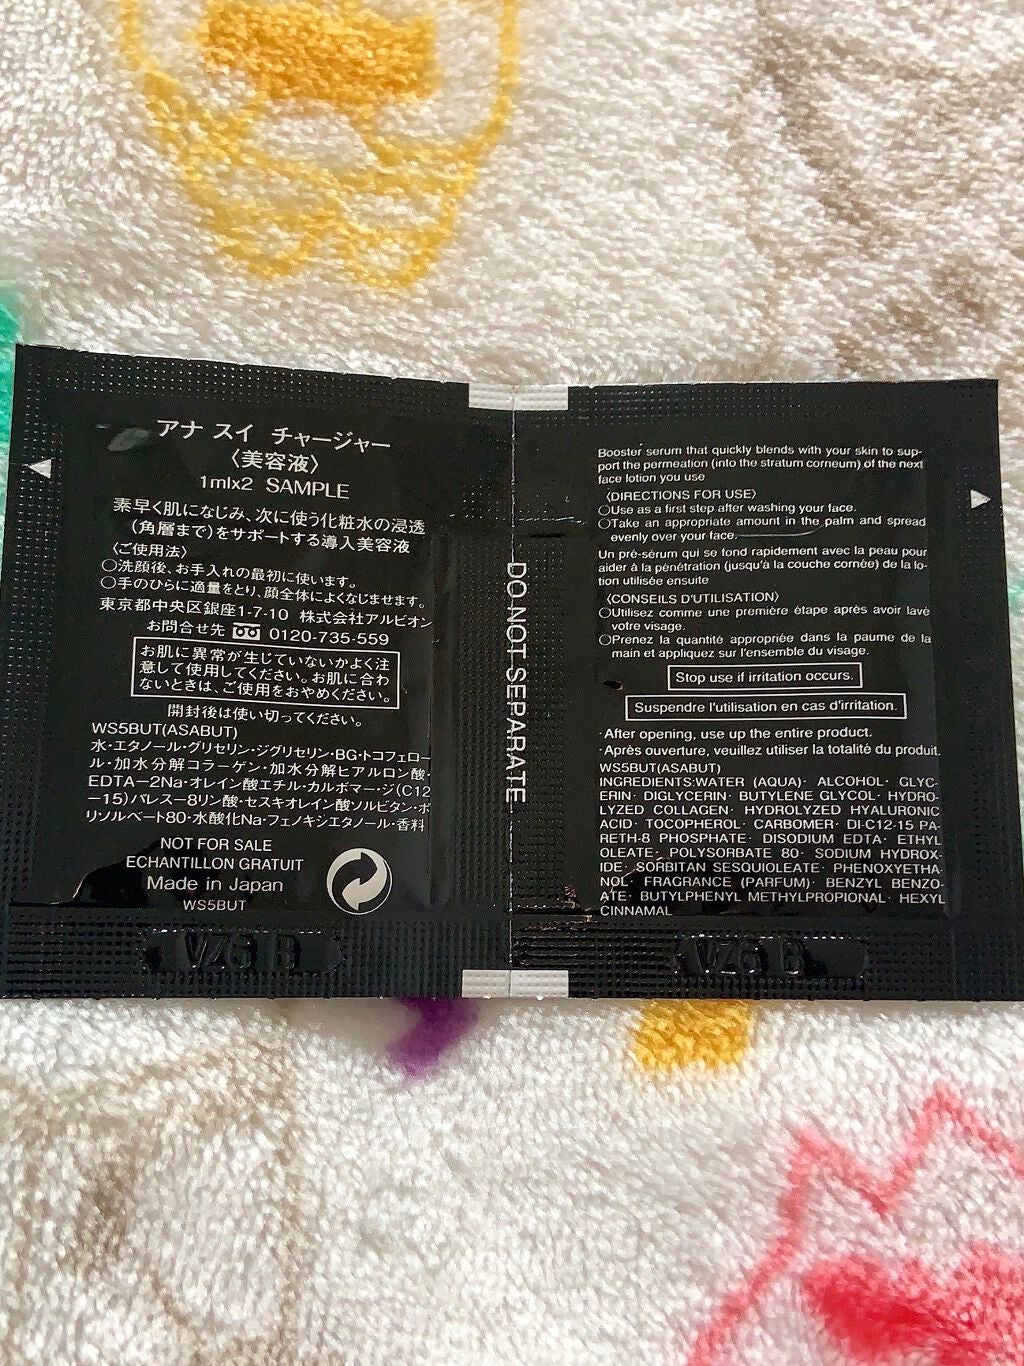 アナ スイ チャージャー
〈美容液〉
1mlx2 SAMPLE
素早く肌になじみ、次に使う化粧水の浸透
(角層まで)をサポートする導入美容液
〈ご使用法〉
○洗顔後、お手入れの最初に使います。
○手のひらに適量をとり、顔全体によくなじませます。
東京都中央区銀座1-7-10 株式会社アルビオン
お問合せ先 0120-735-559
お肌に異常が生じていないかよく注
意して使用してください。お肌に合わ
ないときは、ご使用をおやめください。
開封後は使い切ってください。
WS5BUT(ASABUT)
水・エタノール・グリセリン・ジグリセリン・BG・トコフェロー
ル・加水分解コラーゲン・加水分解ヒアルロン酸・
EDTA－2Na・オレイン酸エチル・カルボマー・ジ(C12
－15)パレス－8リン酸・セスキオレイン酸ソルビタン・ポ
リソルベート80・水酸化Na・フェノキシエタノール・香料
NOT FOR SALE
ECHANTILLON GRATUIT
Made in Japan
WS5BUT
VZ6 B
DO NOT SEPARATE
Booster serum that quickly blends with your skin to sup-
port the permeation (into the stratum corneum) of the next
face lotion you use
〈DIRECTIONS FOR USE〉
○Use as a first step after washing your face.
○Take an appropriate amount in the palm and spread
evenly over your face.
Un pré-sérum qui se fond rapidement avec la peau pour
aider à la pénétration (jusqu'à la couche cornée) de la lo-
tion utilisée ensuite
〈CONSEILS D'UTILISATION〉
○Utilisez comme une première étape après avoir lavé
votre visage.
○Prenez la quantité appropriée dans la paume de la
main et appliquez sur l'ensemble du visage.
Stop use if irritation occurs.
Suspendre l'utilisation en cas d'irritation.
・After opening, use up the entire product.
・Après ouverture, veuillez utiliser la totalité du produit.
WS5BUT(ASABUT)
INGREDIENTS:WATER (AQUA)・ ALCOHOL・ GLYC-
ERIN・ DIGLYCERIN・ BUTYLENE GLYCOL・ HYDRO-
LYZED COLLAGEN・ HYDROLYZED HYALURONIC
ACID・ TOCOPHEROL・ CARBOMER・ DI-C12-15 PA-
RETH-8 PHOSPHATE・ DISODIUM EDTA・ ETHYL
OLEATE・ POLYSORBATE 80・ SODIUM HYDROX-
IDE・ SORBITAN SESQUIOLEATE・ PHENOXYETHA-
NOL・ FRAGRANCE (PARFUM)・ BENZYL BENZO-
ATE・ BUTYLPHENYL METHYLPROPIONAL・ HEXYL
CINNAMAL
VZ6 B